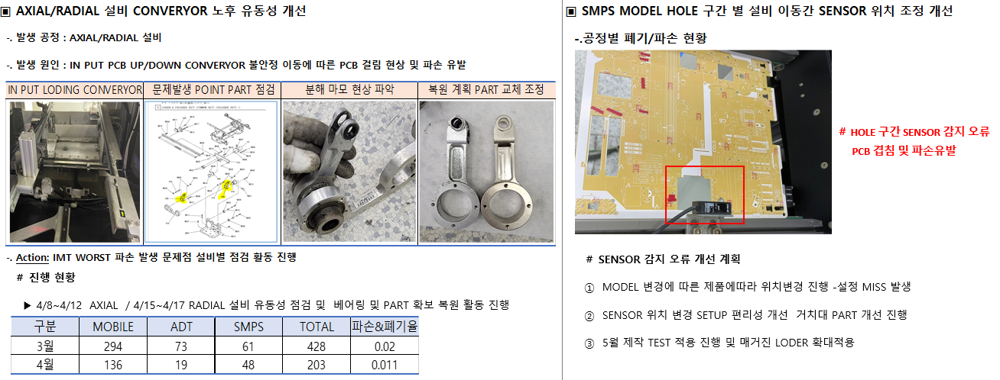 ▣ AXIAL/RADIAL 설비 CONVERYOR 노후 유동성 개선
-. 발생 공정 : AXIAL/RADIAL 설비
-. 발생 원인 : IN PUT PCB UP/DOWN CONVERYOR 불안정 이동에 따른 PCB 걸림 현상 및 파손 유발
IN PUT LODING CONVERYOR 문제발생 POINT PART 점검 분해 마모 현상 파악 복원 계획 PART 교체 조정
-. Action: IMT WORST 파손 발생 문제점 설비별 점검 활동 진행
# 진행 현황
▶ 4/8~4/12 AXIAL / 4/15~4/17 RADIAL 설비 유동성 점검 및 베어링 및 PART 확보 복원 활동 진행
구분 MOBILE ADT SMPS TOTAL 파손&폐기율
3월 294 73 61 428 0.02
4월 136 19 48 203 0.011
▣ SMPS MODEL HOLE 구간 별 설비 이동간 SENSOR 위치 조정 개선
-.공정별 폐기/파손 현황
# HOLE 구간 SENSOR 감지 오류
PCB 겹침 및 파손유발
# SENSOR 감지 오류 개선 계획
① MODEL 변경에 따른 제품에따라 위치변경 진행 -설정 MISS 발생
② SENSOR 위치 변경 SETUP 편리성 개선 거치대 PART 개선 진행
③ 5월 제작 TEST 적용 진행 및 매거진 LODER 확대적용